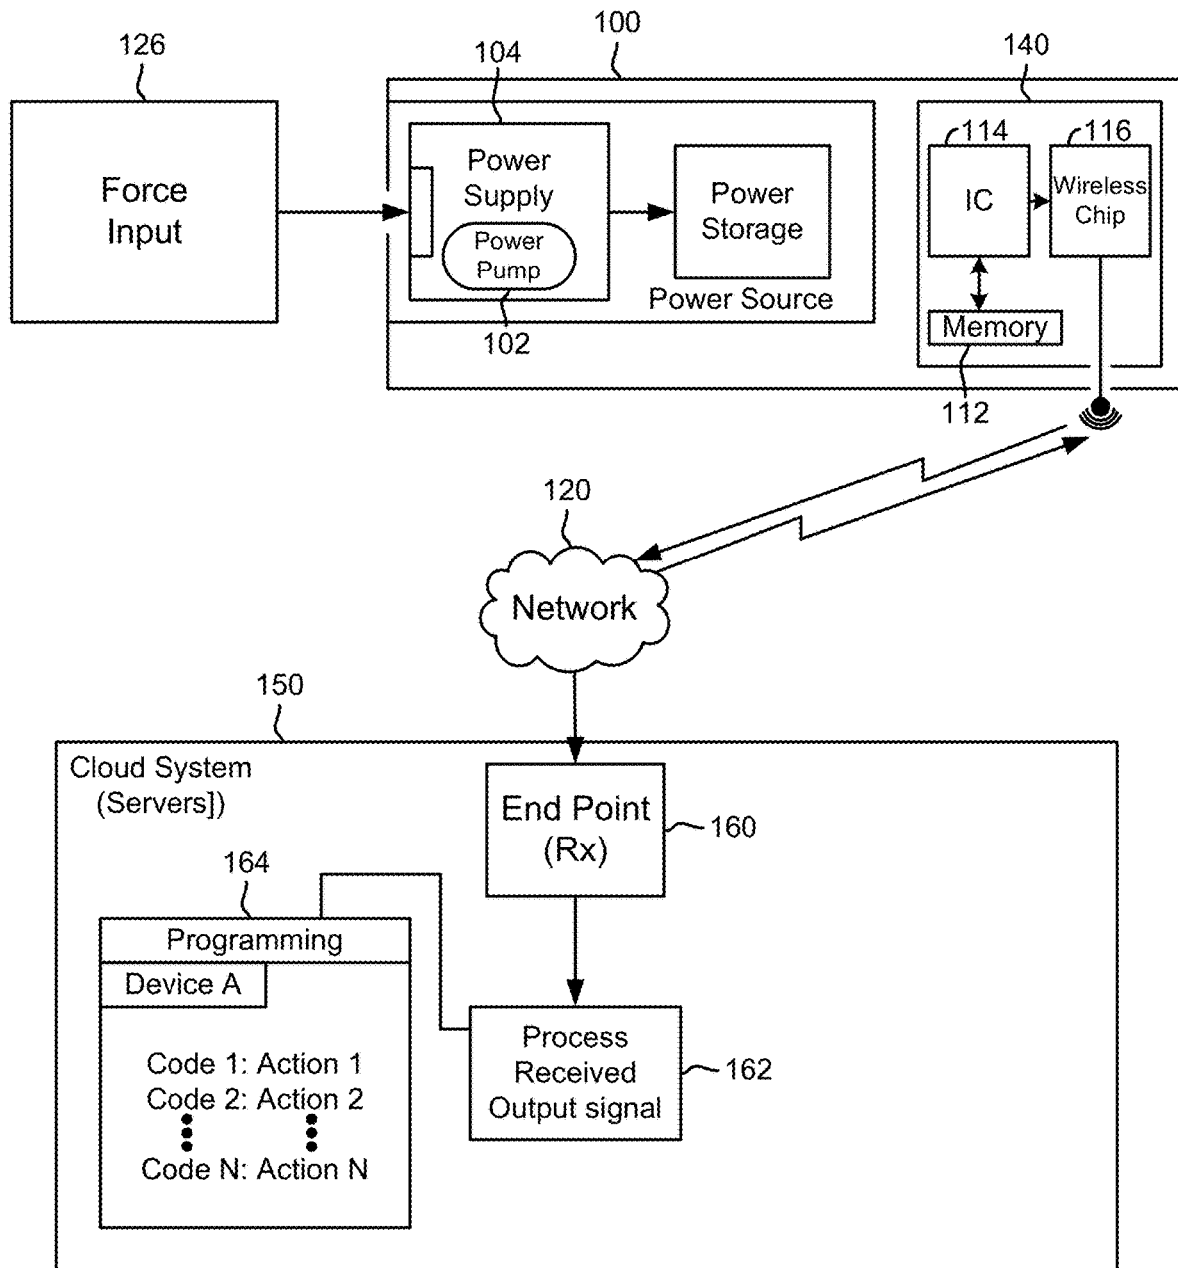 126
104
100
140
Force
Input
Power
Supply
Power
Pump
102
Power
Storage
Power Source
114
116
IC
Wireless
Chip
Memory
112
120
Network
150
Cloud System
(Servers])
End Point
(Rx)
160
164
Programming
Device A
Code 1: Action 1
Code 2: Action 2
Code N: Action N
Process
Received
Output signal
162